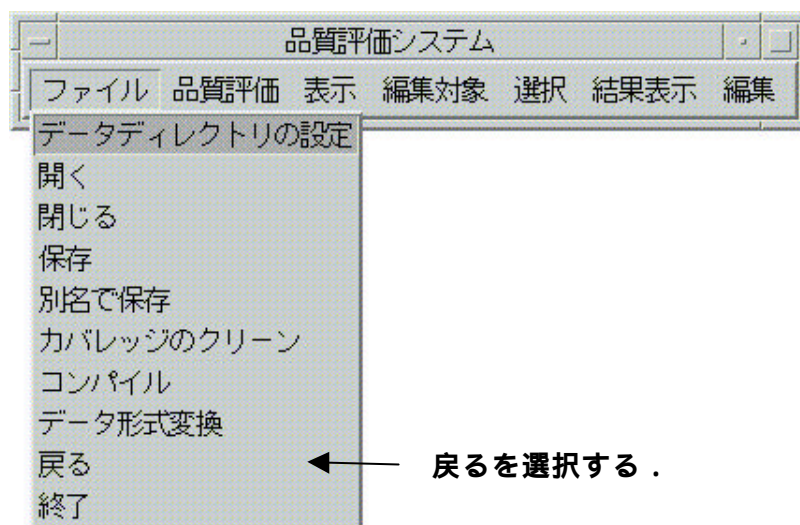 品質評価システム
ファイル 品質評価 表示 編集対象 選択 結果表示 編集
データディレクトリの設定
開く
閉じる
保存
別名で保存
カバレッジのクリーン
コンパイル
データ形式変換
戻る 戻るを選択する．
終了